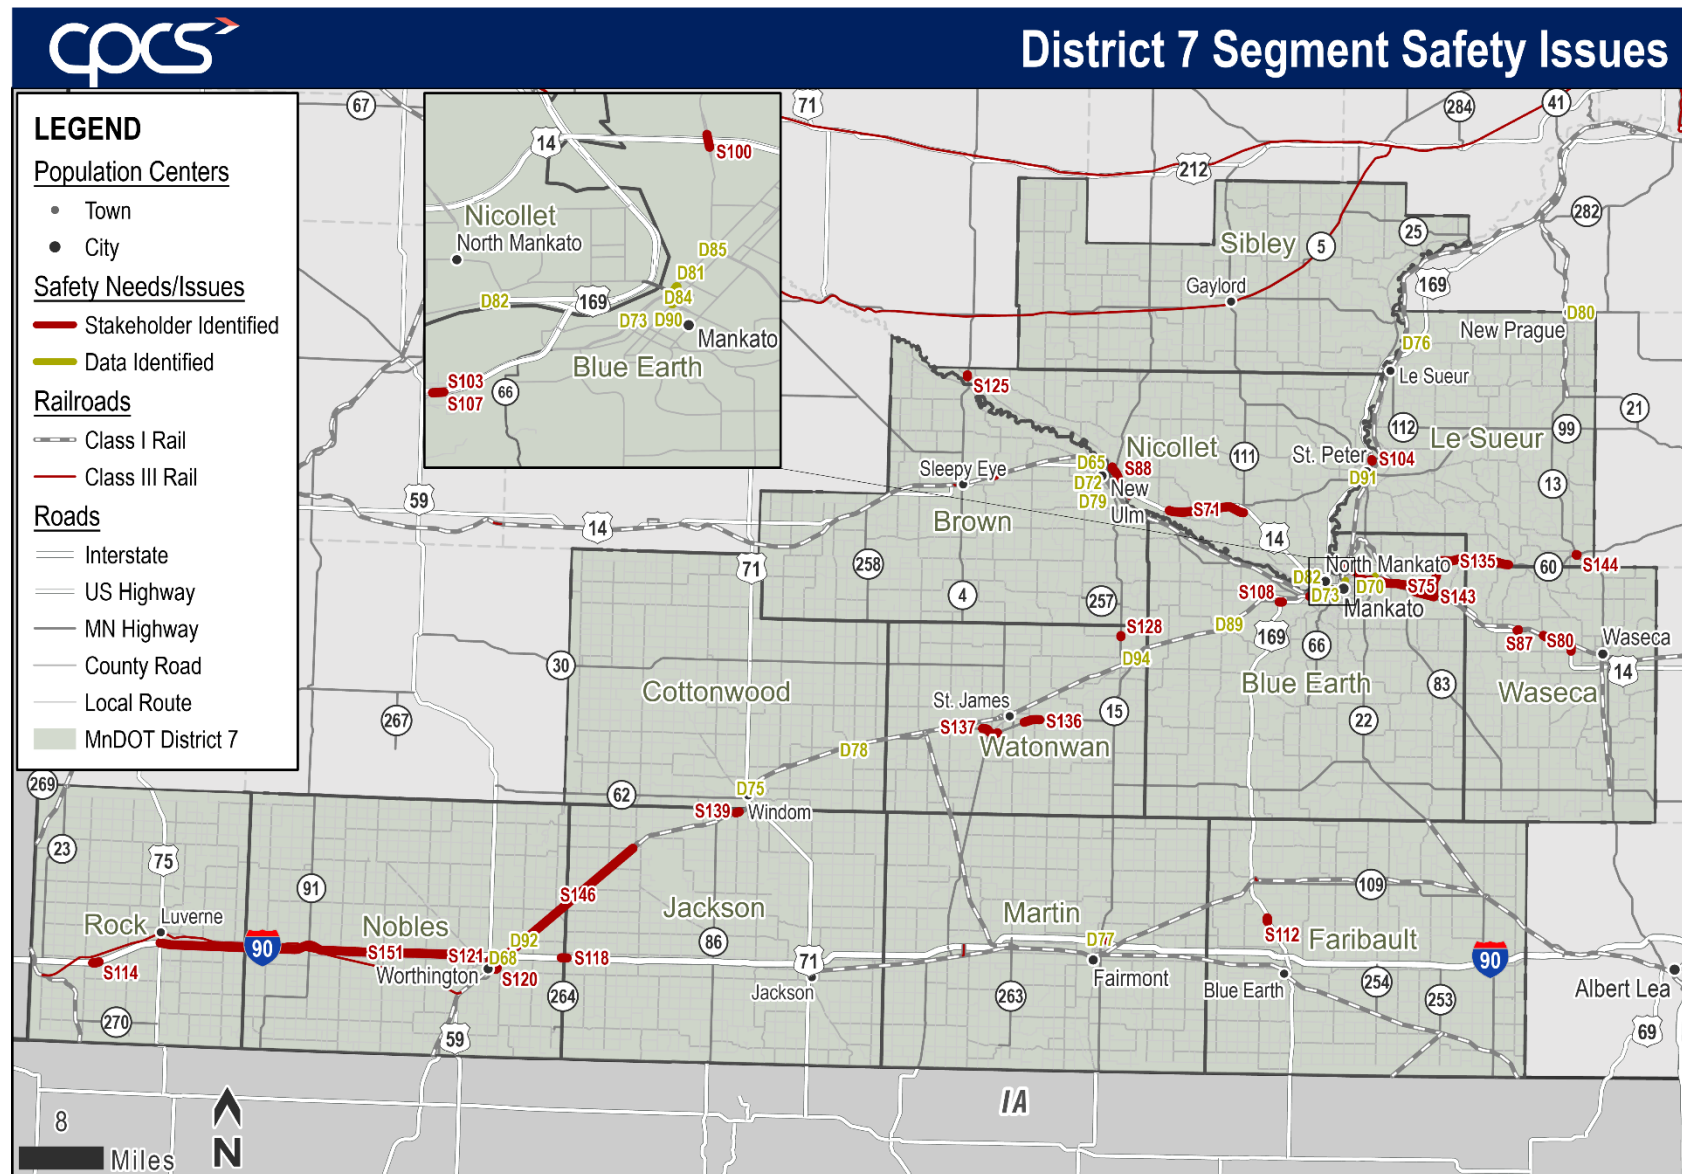 cpcs
District 7 Segment Safety Issues
LEGEND
Population Centers
Town
City
Safety Needs/Issues
Stakeholder Identified
Data Identified
Railroads
Class I Rail
Class III Rail
Roads
Interstate
US Highway
MN Highway
County Road
Local Route
MnDOT District 7
14
S100
Nicollet
North Mankato
D85
D81
D82
169
D84
D73
D90
Mankato
Blue Earth
S103
S107
66
67
71
284
41
212
282
25
Sibley
5
169
Gaylord
D80
New Prague
D76
Le Sueur
S125
21
112
99
Nicollet
Le Sueur
111
St. Peter
S104
D65
S88
Sleepy Eye
D91
D72
New
59
13
D79
Ulm
S71
Brown
14
14
S135
60
S144
258
71
North Mankato
D82
D70
S75
4
257
S108
D73
Mankato
S143
D89
S128
169
S87
S80
Waseca
66
30
D94
14
Cottonwood
Blue Earth
83
Waseca
St. James
267
15
22
S137
S136
Watonwan
D78
269
D75
62
S139
Windom
23
75
91
109
S146
Rock
Luverne
Nobles
Jackson
Martin
86
D92
D77
S112
Faribault
90
S151
S121
D68
S118
90
S114
71
Worthington
S120
Jackson
Fairmont
Blue Earth
254
Albert Lea
264
263
253
270
59
69
IA
8
Miles
N